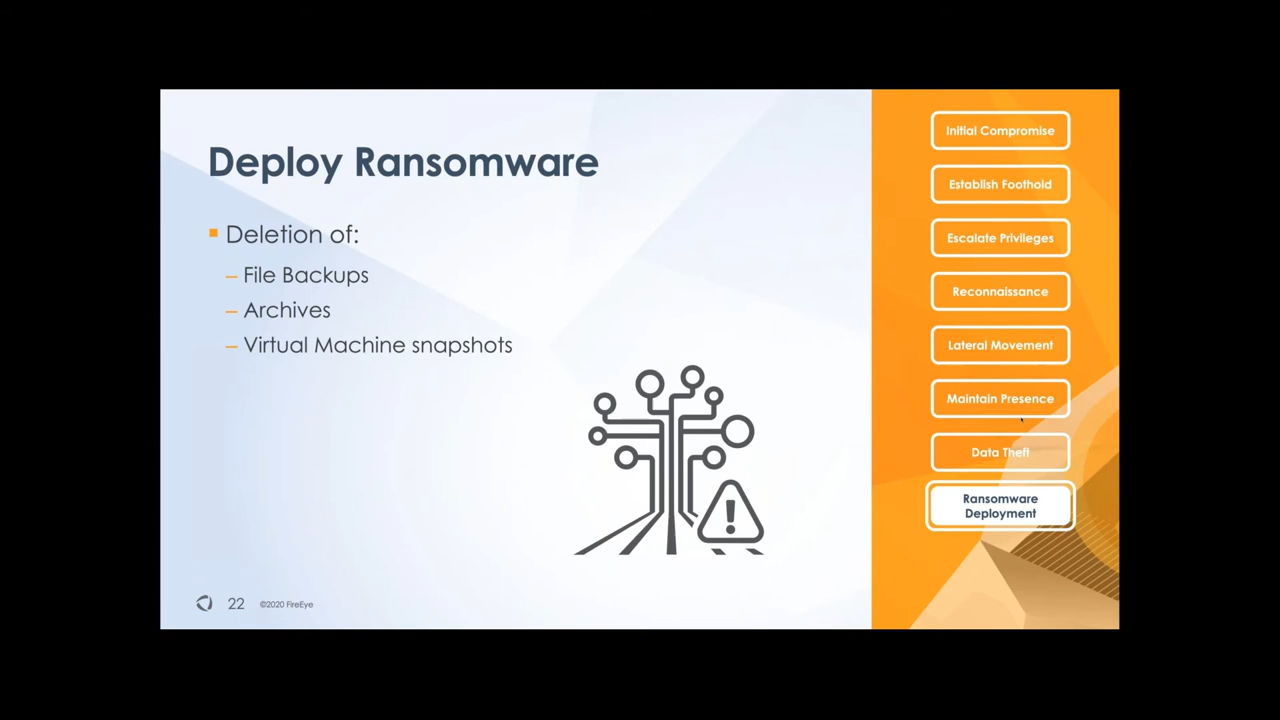 Deploy Ransomware
Deletion of:
– File Backups
– Archives
– Virtual Machine snapshots
22 ©2020 FireEye
Initial Compromise
Establish Foothold
Escalate Privileges
Reconnaissance
Lateral Movement
Maintain Presence
Data Theft
Ransomware
Deployment